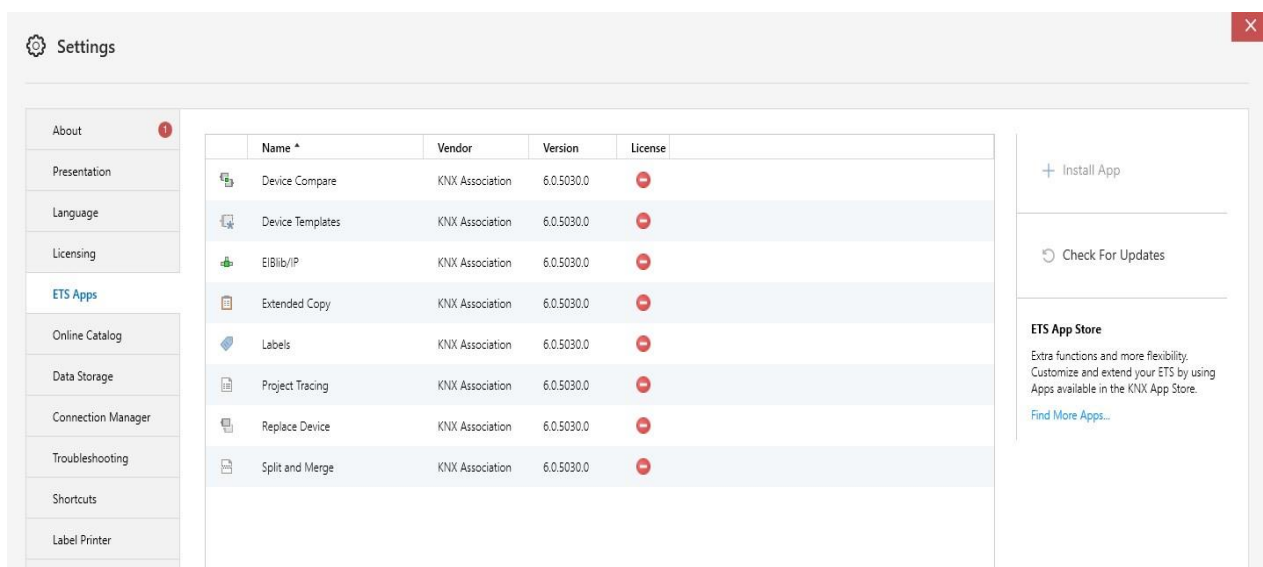 Settings
X
About 1
Presentation
Language
Licensing
ETS Apps
Online Catalog
Data Storage
Connection Manager
Troubleshooting
Shortcuts
Label Printer
Name Vendor Version License
Device Compare KNX Association 6.0.5030.0
Device Templates KNX Association 6.0.5030.0
EIBlib/IP KNX Association 6.0.5030.0
Extended Copy KNX Association 6.0.5030.0
Labels KNX Association 6.0.5030.0
Project Tracing KNX Association 6.0.5030.0
Replace Device KNX Association 6.0.5030.0
Split and Merge KNX Association 6.0.5030.0
+ Install App
Check For Updates
ETS App Store
Extra functions and more flexibility.
Customize and extend your ETS by using
Apps available in the KNX App Store.
Find More Apps...